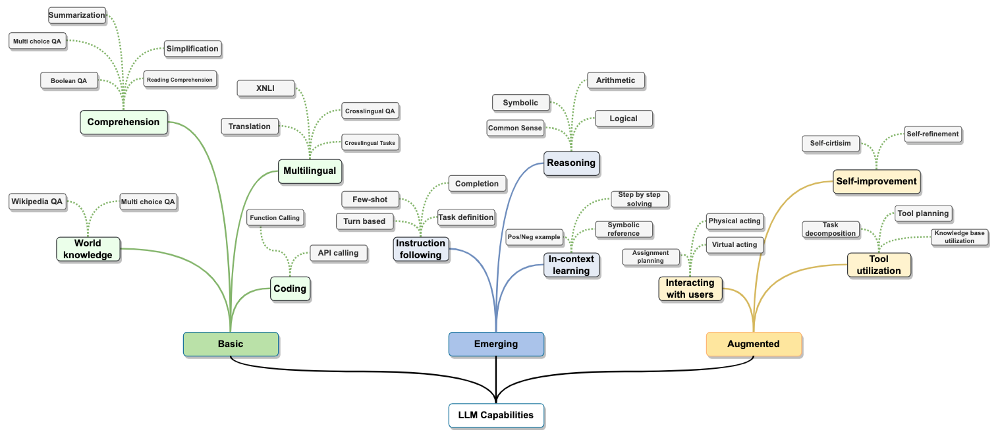 Summarization
Multi choice QA
Simplification
Boolean QA
Reading Comprehension
Comprehension
XNLI
Crosslingual QA
Translation
Crosslingual Tasks
Multilingual
Wikipedia QA
Multi choice QA
World
knowledge
Function Calling
API calling
Coding
Basic
Arithmetic
Symbolic
Logical
Common Sense
Reasoning
Completion
Few-shot
Turn based
Task definition
Instruction
following
Step by step
solving
Symbolic
reference
Pos/Neg example
In-context
learning
Emerging
Self-cirtisim
Self-refinement
Self-improvement
Physical acting
Virtual acting
Assignment
planning
Interacting
with users
Tool planning
Task
decomposition
Knowledge base
utilization
Tool
utilization
Augmented
LLM Capabilities